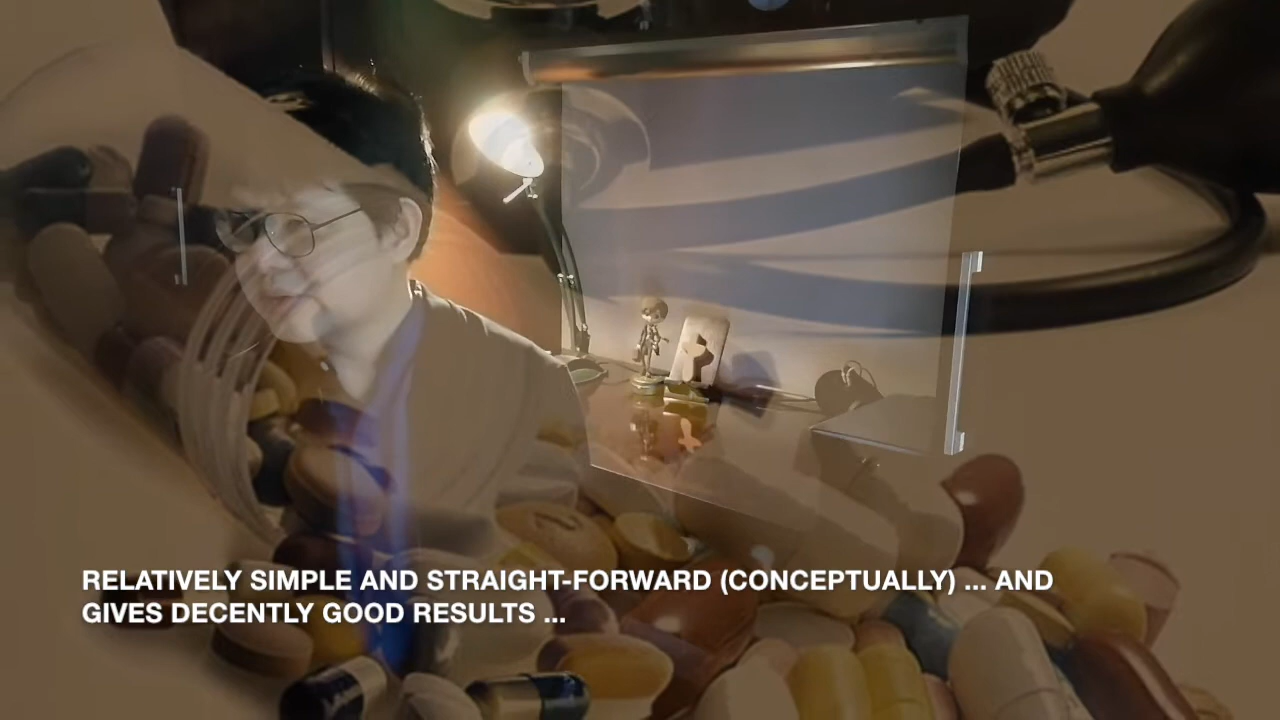 RELATIVELY SIMPLE AND STRAIGHT-FORWARD (CONCEPTUALLY) ... AND
GIVES DECENTLY GOOD RESULTS ...